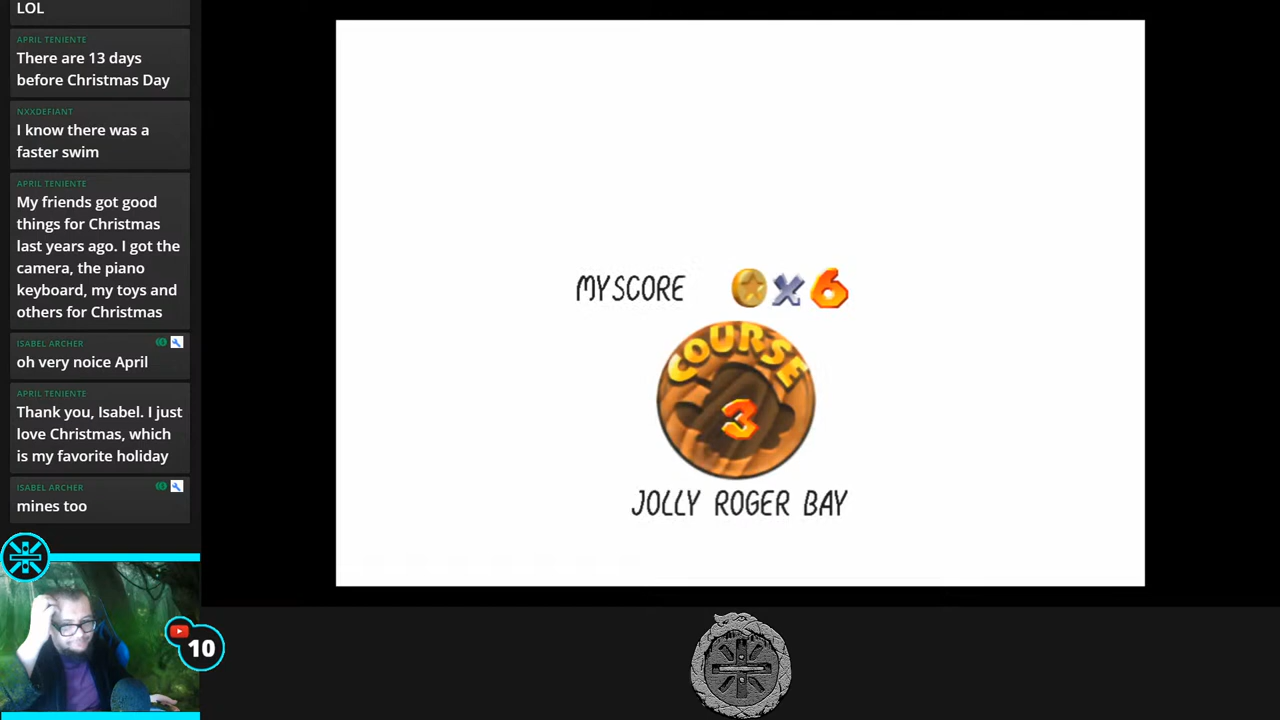 LOL
APRIL TENIENTE
There are 13 days
before Christmas Day
NXXDEFIANT
I know there was a
faster swim
APRIL TENIENTE
My friends got good
things for Christmas
last years ago. I got the
camera, the piano
keyboard, my toys and
others for Christmas
ISABEL ARCHER
oh very noice April
APRIL TENIENTE
Thank you, Isabel. I just
love Christmas, which
is my favorite holiday
ISABEL ARCHER
mines too
10
MY SCORE x 6
COURSE
3
JOLLY ROGER BAY